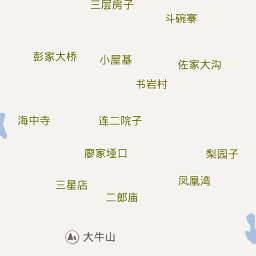 三层房子
斗碗寨
彭家大桥
小屋基
佐家大沟
书岩村
海中寺
连二院子
廖家垭口
梨园子
三星店
凤凰湾
二郎庙
大牛山